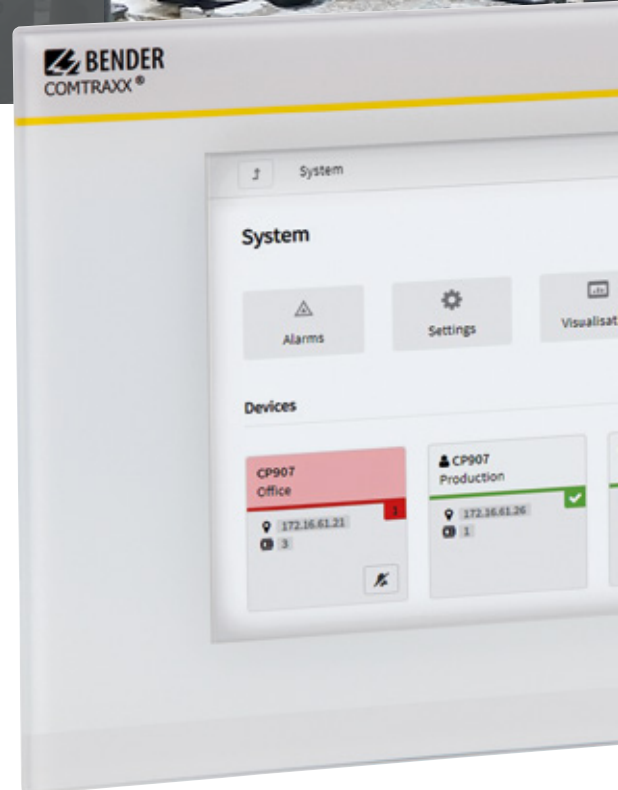 BENDER
COMTRAXX®
System
System
Alarms
Settings
Visualisat
Devices
CP907
Office
1
172.16.61.21
3
CP907
Production
172.16.61.26
1